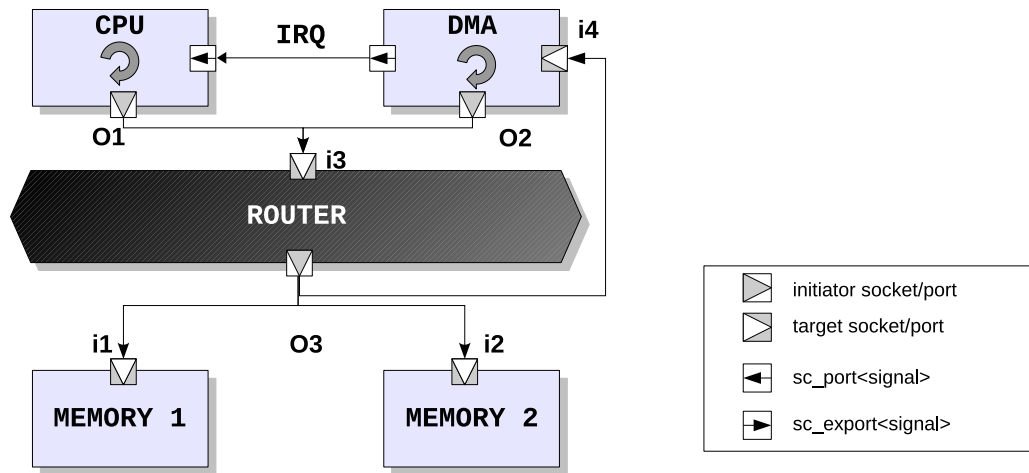 CPU
IRQ
DMA
i4
O1
O2
i3
ROUTER
initiator socket/port
target socket/port
i1
O3
i2
sc_port<signal>
MEMORY 1
MEMORY 2
sc_export<signal>